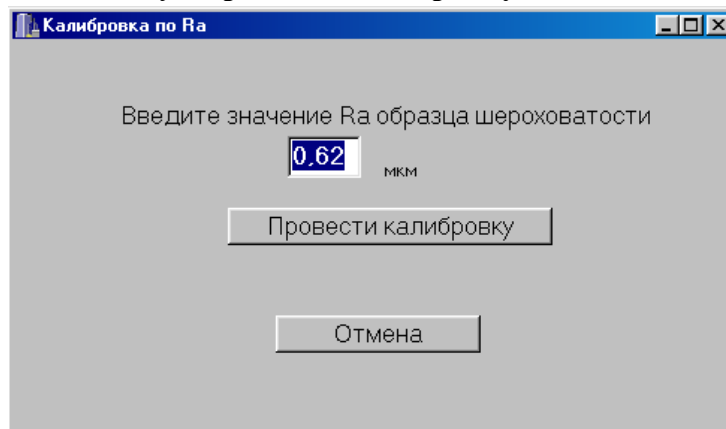 Калибровка по Ra
Введите значение Ra образца шероховатости
0,62 мкм
Провести калибровку
Отмена